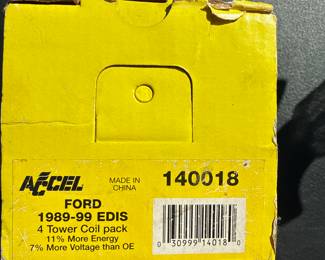 ACCEL
MADE IN
CHINA
140018
FORD
1989-99 EDIS
4 Tower Coil pack
11% More Energy
7% More Voltage than OE
0 30999 14018 0